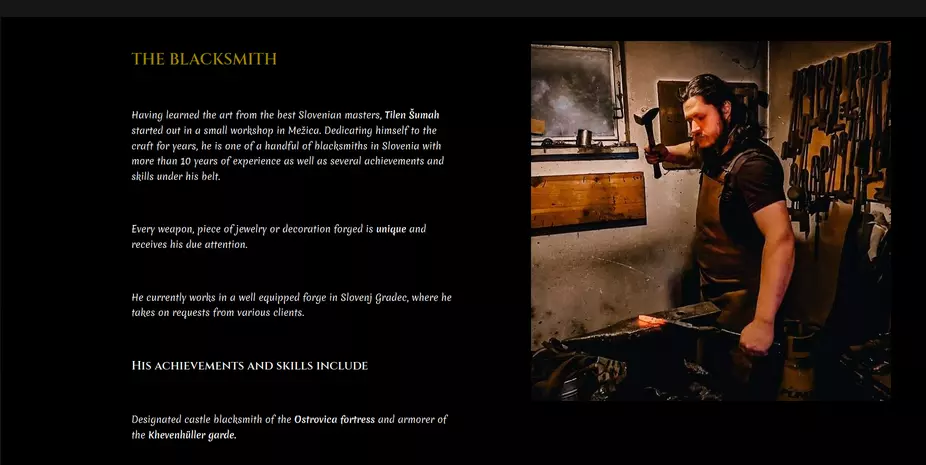 THE BLACKSMITH
Having learned the art from the best Slovenian masters, Tilen Šumah
started out in a small workshop in Mežica. Dedicating himself to the
craft for years, he is one of a handful of blacksmiths in Slovenia with
more than 10 years of experience as well as several achievements and
skills under his belt.
Every weapon, piece of jewelry or decoration forged is unique and
receives his due attention.
He currently works in a well equipped forge in Slovenj Gradec, where he
takes on requests from various clients.
His achievements and skills include
Designated castle blacksmith of the Ostrovica fortress and armorer of
the Khevenhüller garde.